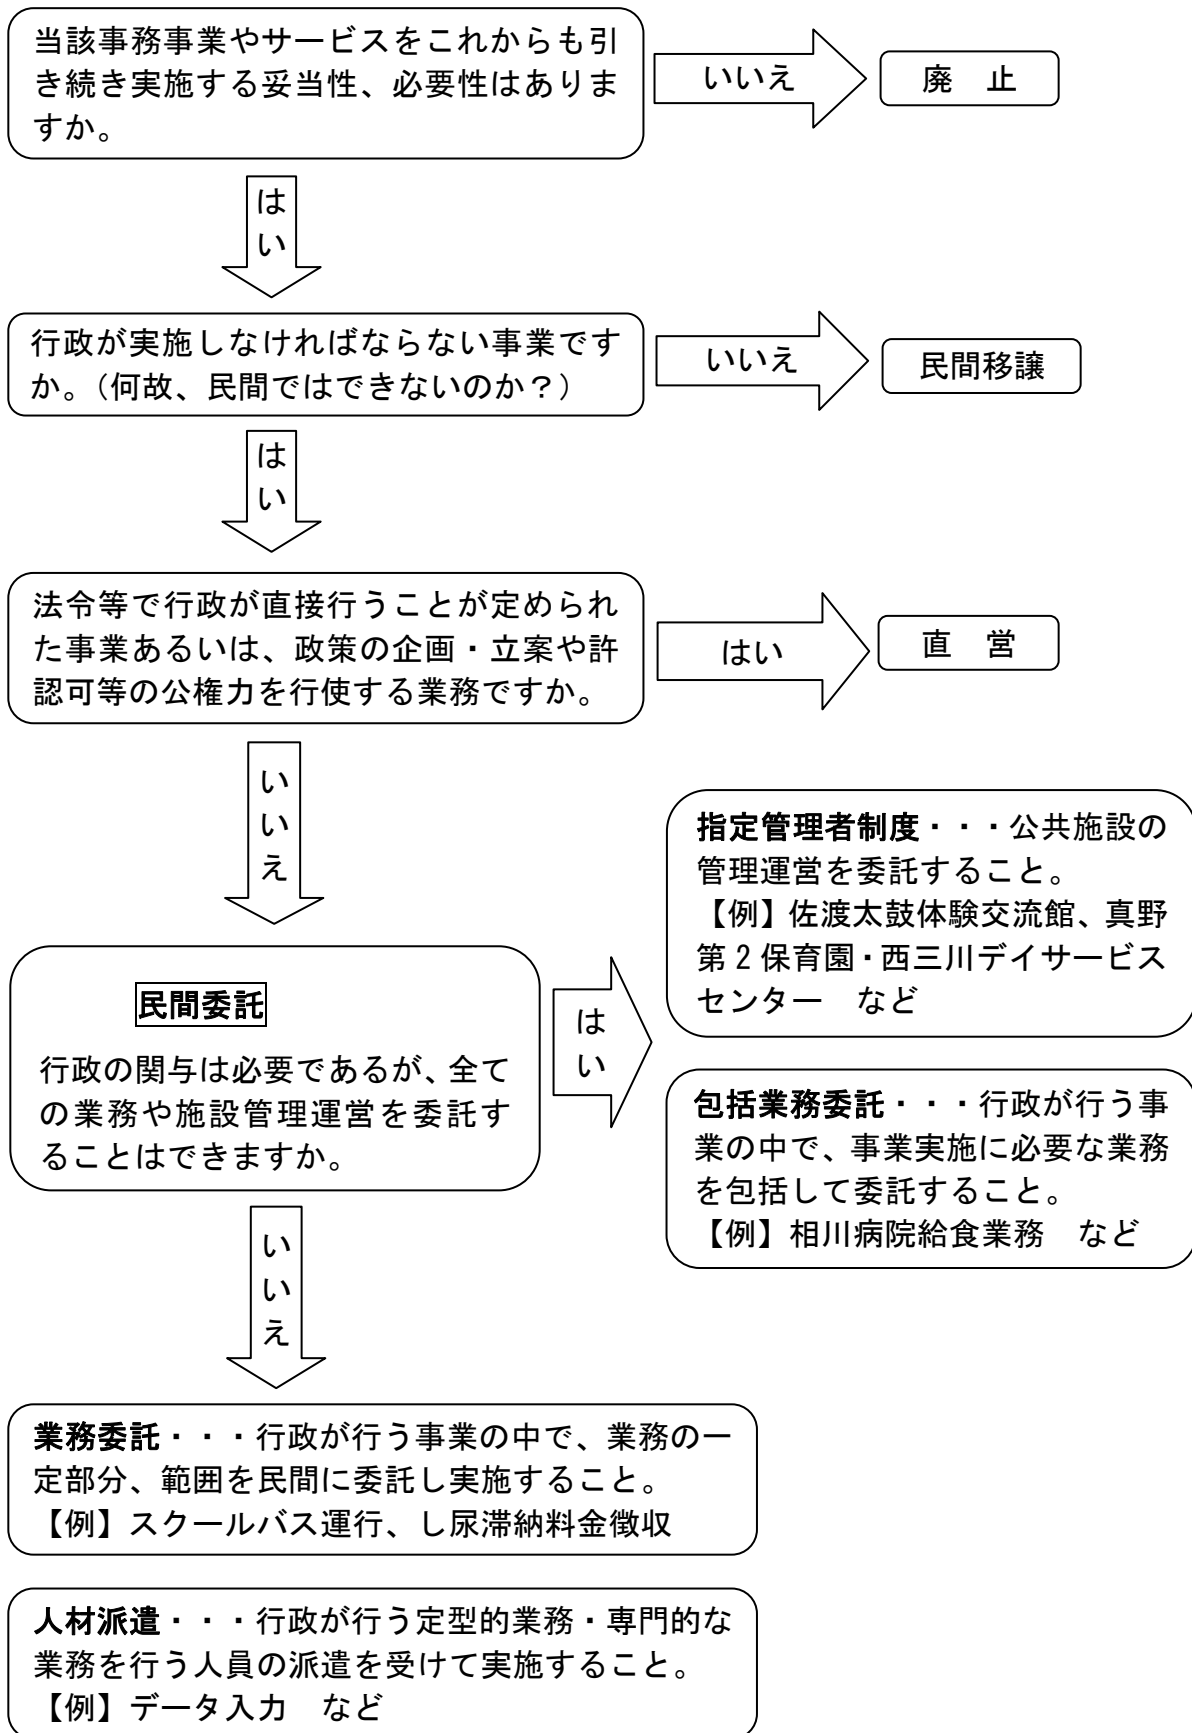 当該事務事業やサービスをこれからも引
き続き実施する妥当性、必要性はありま
すか。
いいえ
廃　止
はい
行政が実施しなければならない事業です
か。（何故、民間ではできないのか？）
いいえ
民間移譲
はい
法令等で行政が直接行うことが定められ
た事業あるいは、政策の企画・立案や許
認可等の公権力を行使する業務ですか。
はい
直　営
いいえ
民間委託
行政の関与は必要であるが、全て
の業務や施設管理運営を委託す
ることはできますか。
はい
指定管理者制度・・・公共施設の
管理運営を委託すること。
【例】佐渡太鼓体験交流館、真野
第2保育園・西三川デイサービス
センター　など
包括業務委託・・・行政が行う事
業の中で、事業実施に必要な業務
を包括して委託すること。
【例】相川病院給食業務　など
いいえ
業務委託・・・行政が行う事業の中で、業務の一
定部分、範囲を民間に委託し実施すること。
【例】スクールバス運行、し尿滞納料金徴収
人材派遣・・・行政が行う定型的業務・専門的な
業務を行う人員の派遣を受けて実施すること。
【例】データ入力　など